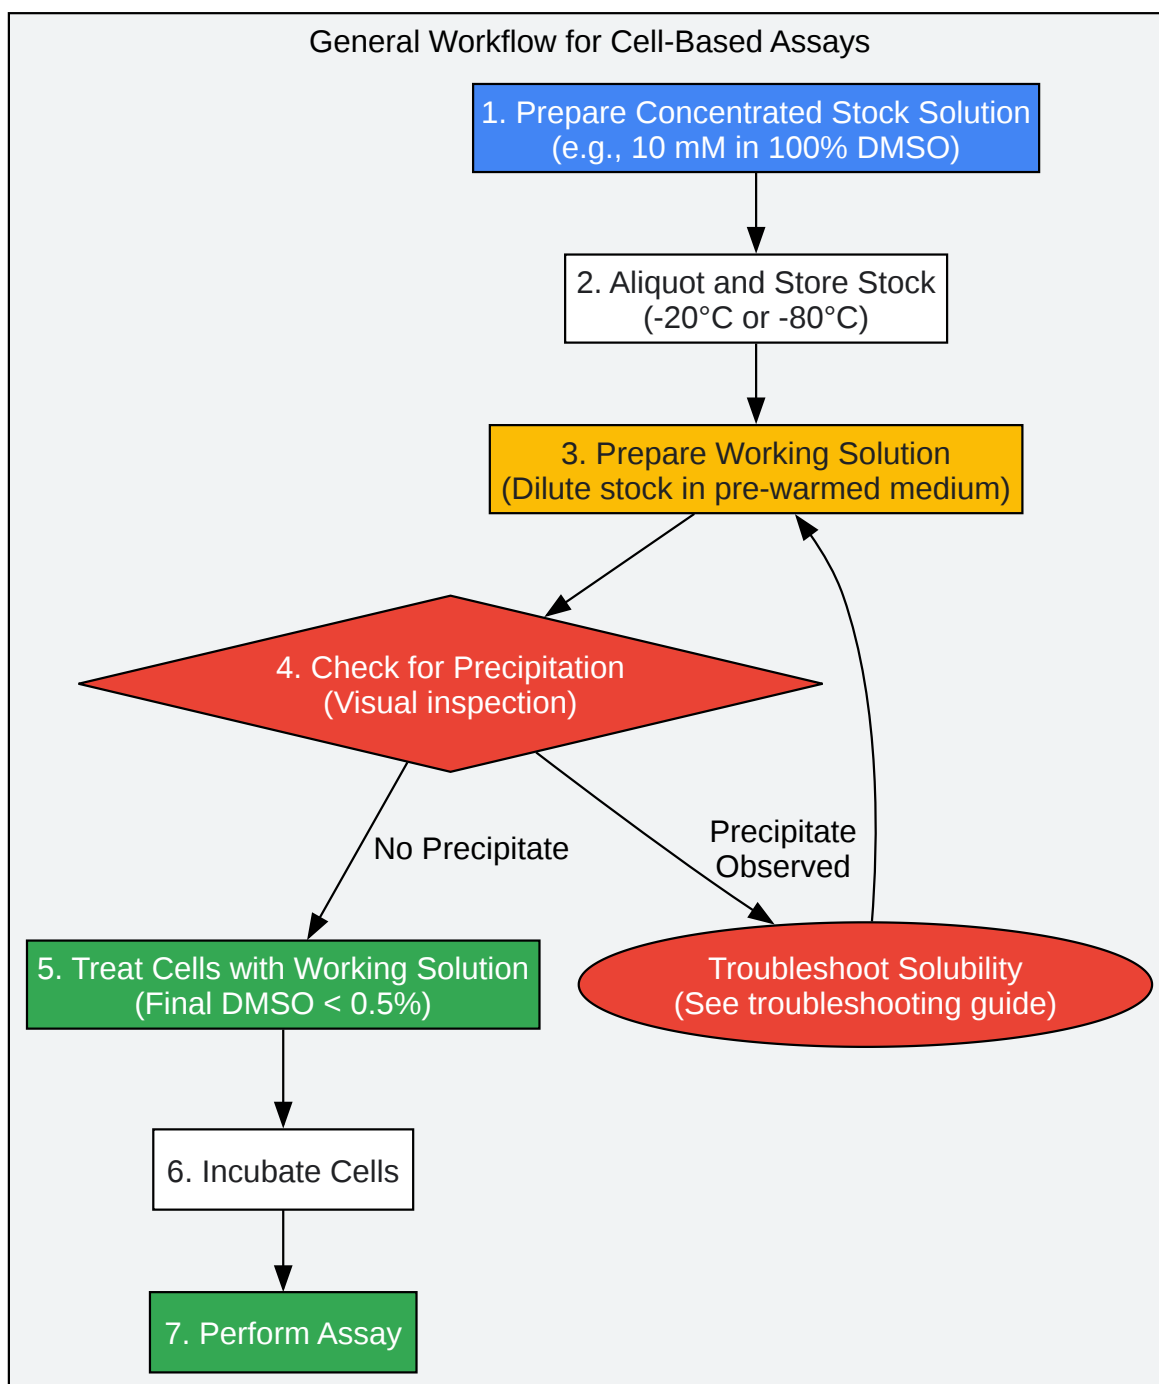 General Workflow for Cell-Based Assays
1. Prepare Concentrated Stock Solution
(e.g., 10 mM in 100% DMSO)
2. Aliquot and Store Stock
(-20°C or -80°C)
3. Prepare Working Solution
(Dilute stock in pre-warmed medium)
4. Check for Precipitation
(Visual inspection)
No Precipitate
Precipitate
Observed
5. Treat Cells with Working Solution
(Final DMSO < 0.5%)
Troubleshoot Solubility
(See troubleshooting guide)
6. Incubate Cells
7. Perform Assay